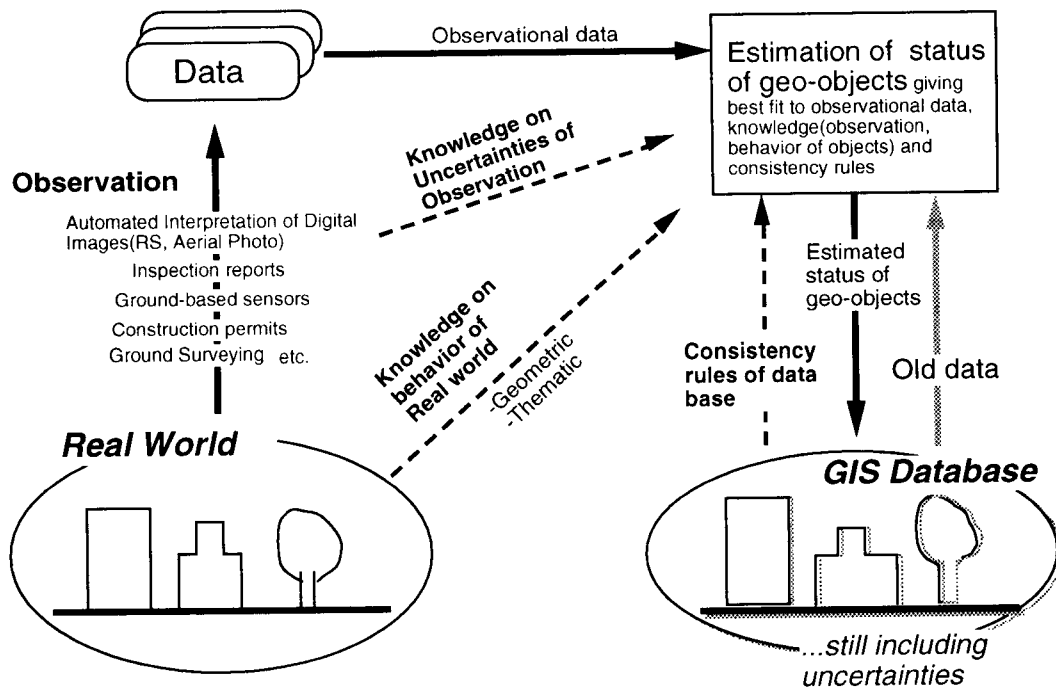 Data
Observational data
Estimation of status
of geo-objects giving
best fit to observational data,
knowledge(observation,
behavior of objects) and
consistency rules
Knowledge on
Uncertainties of
Observation
Observation
Automated Interpretation of Digital
Images(RS, Aerial Photo)
Inspection reports
Ground-based sensors
Construction permits
Ground Surveying etc.
Knowledge on
behavior of
Real world
-Geometric
-Thematic
Estimated
status of
geo-objects
Consistency
rules of data
base
Old data
Real World
GIS Database
...still including
uncertainties